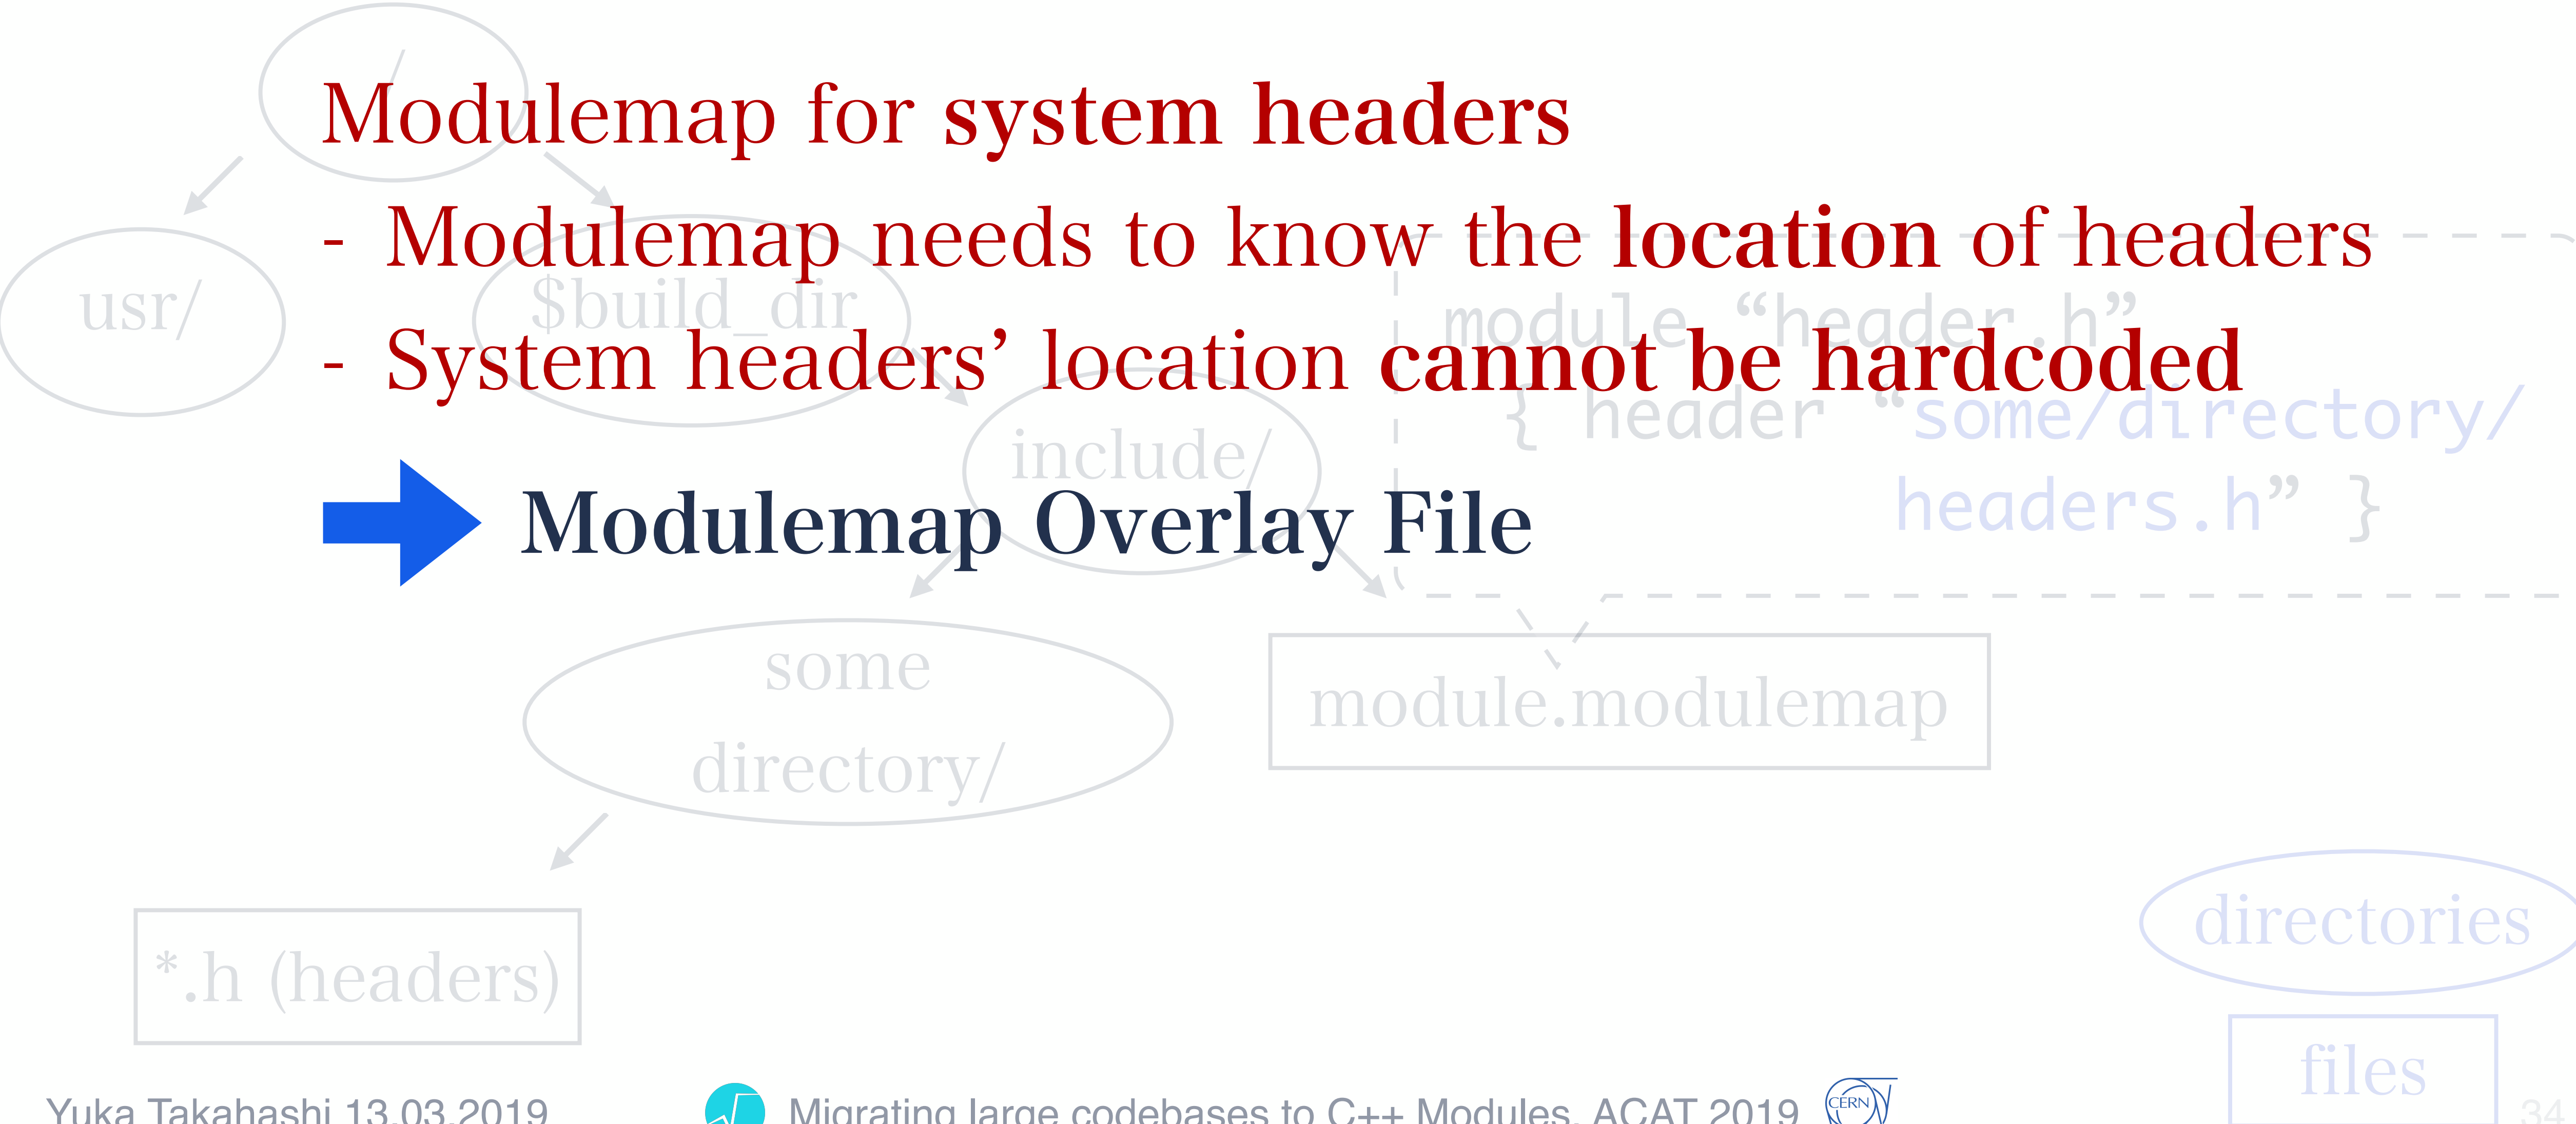 /
Modulemap for system headers
- Modulemap needs to know the location of headers
usr/
$build_dir
module “header.h”
- System headers’ location cannot be hardcoded
{ header “some/directory/
include/
headers.h” }
Modulemap Overlay File
some
directory/
module.modulemap
*.h (headers)
directories
files
Yuka Takahashi 13.03.2019
Migrating large codebases to C++ Modules, ACAT 2019
CERN
34